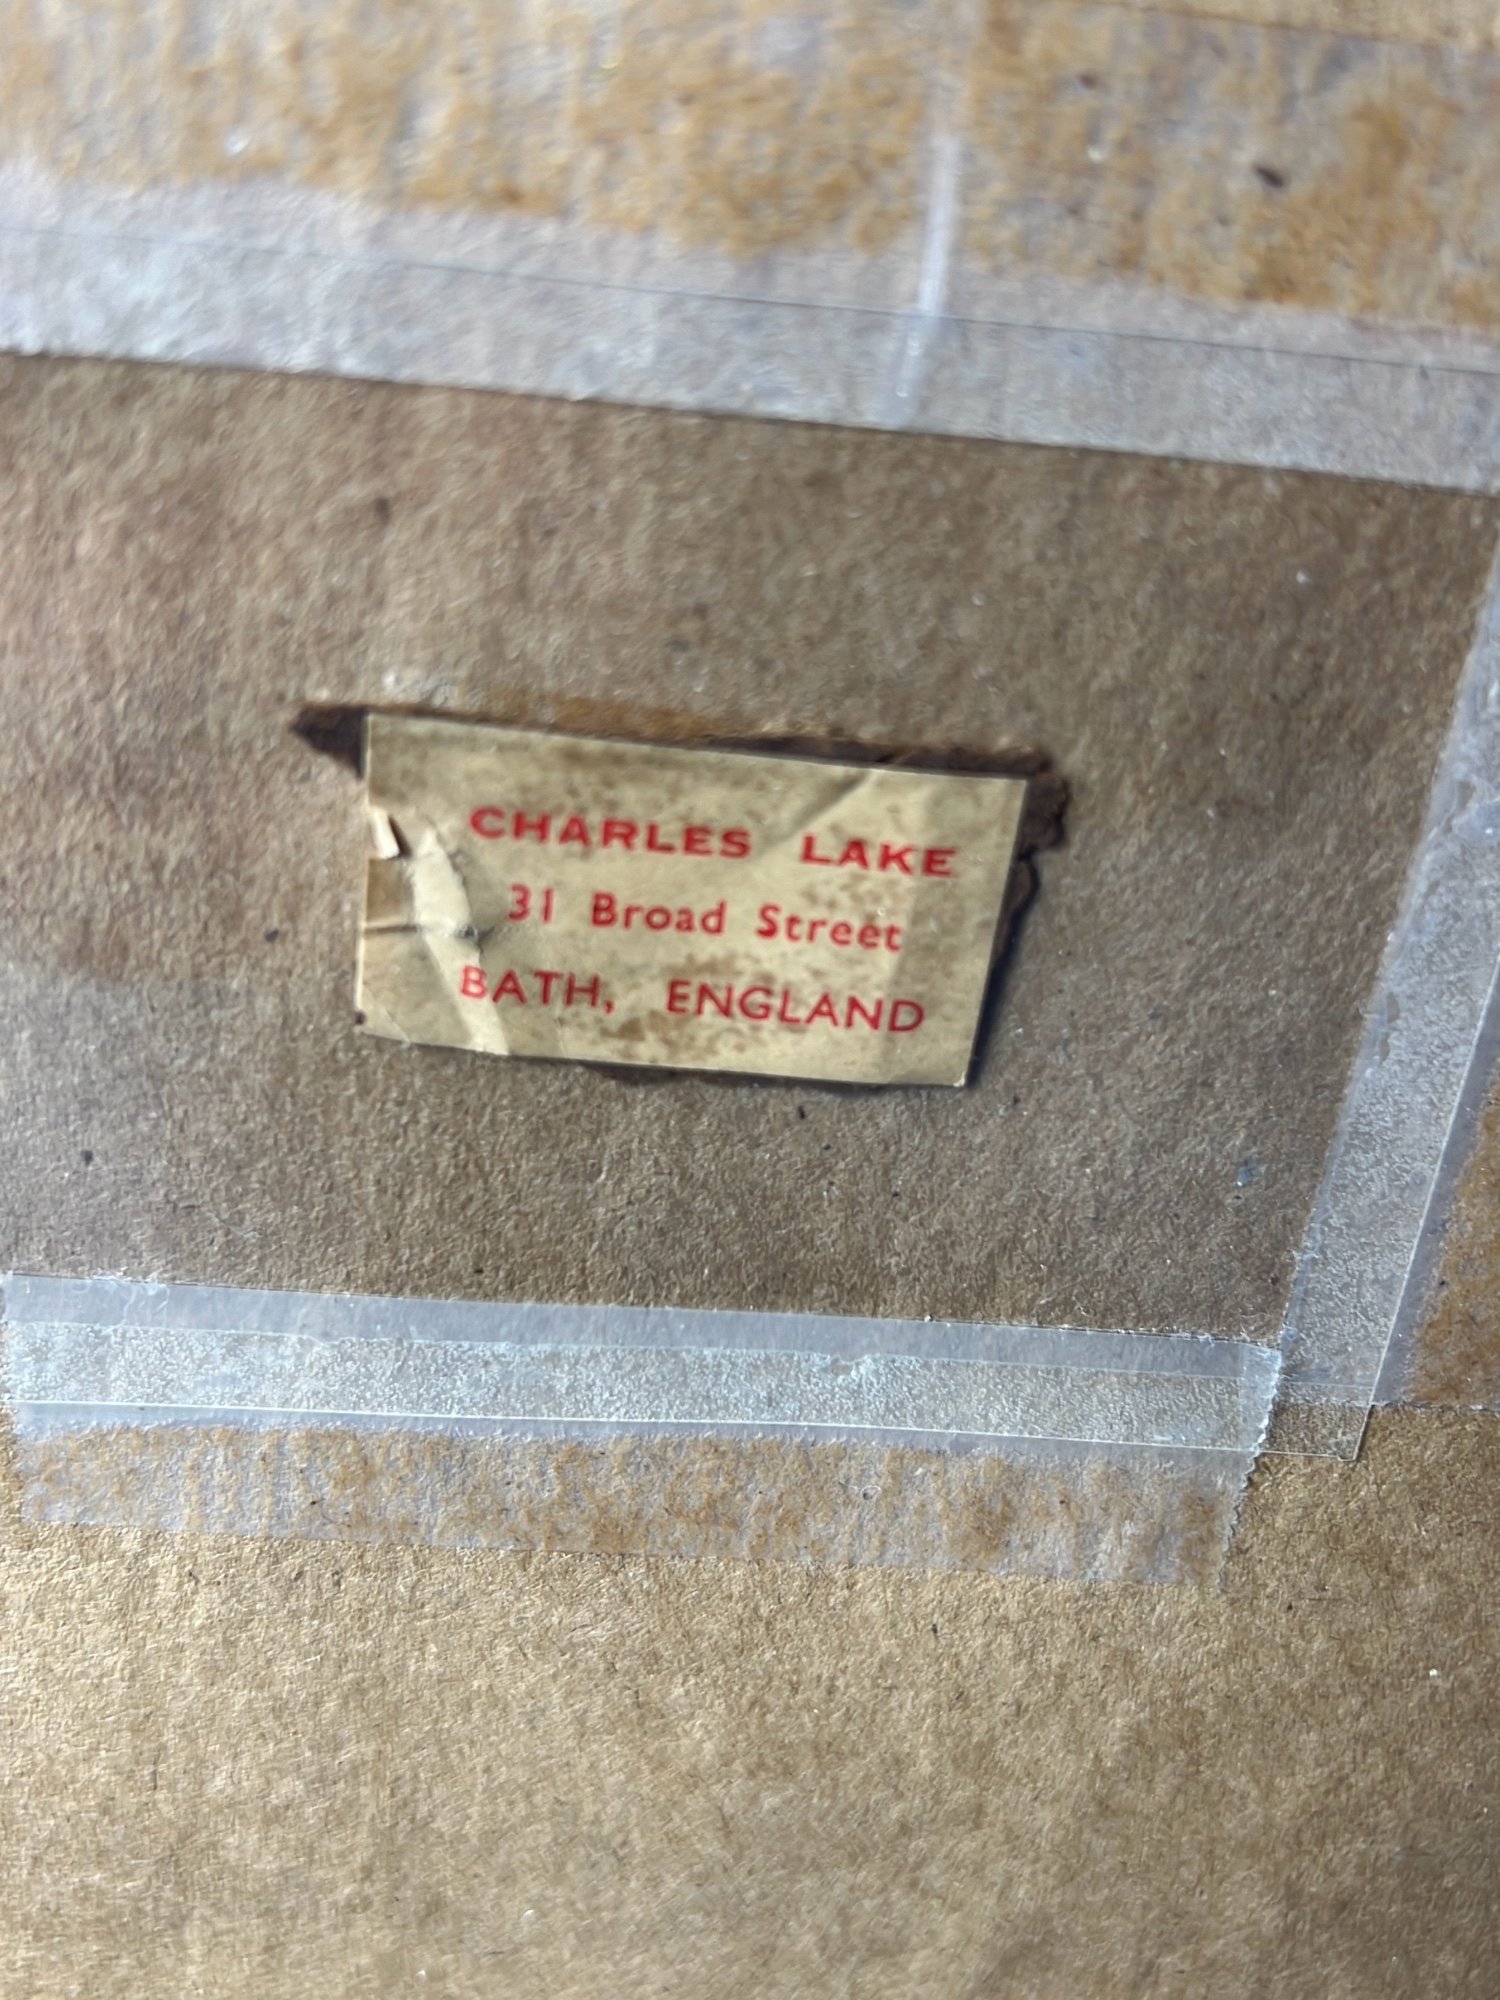 CHARLES LAKE
31 Broad Street
BATH, ENGLAND